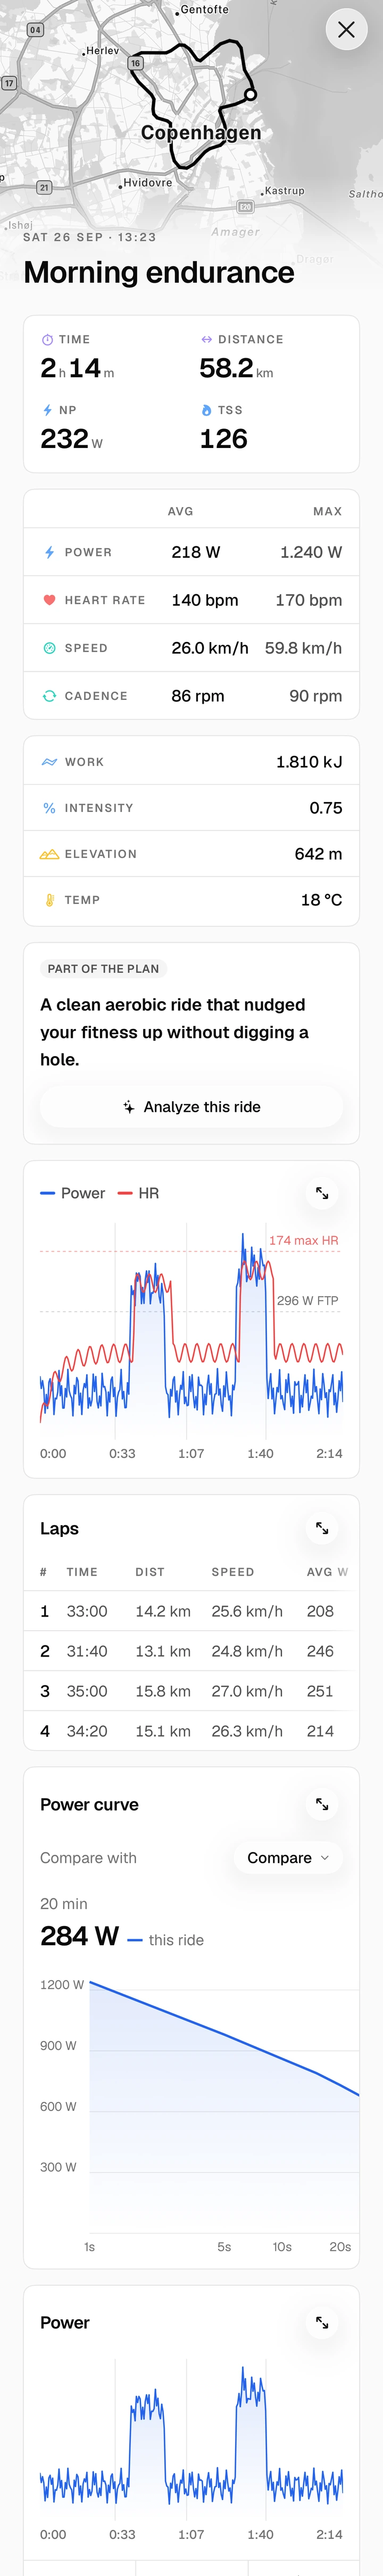 Gentofte
04
Herlev
16
17
Copenhagen
21
Hvidovre
Kastrup
Saltho
E20
Ishøj
Amager
SAT 26 SEP · 13:23
Dragør
Morning endurance
TIME
DISTANCE
2 h 14 m
58.2 km
NP
TSS
232 W
126
AVG MAX
POWER 218 W 1.240 W
HEART RATE 140 bpm 170 bpm
SPEED 26.0 km/h 59.8 km/h
CADENCE 86 rpm 90 rpm
WORK 1.810 kJ
INTENSITY 0.75
ELEVATION 642 m
TEMP 18 °C
PART OF THE PLAN
A clean aerobic ride that nudged
your fitness up without digging a
hole.
Analyze this ride
Power HR
174 max HR
296 W FTP
0:00 0:33 1:07 1:40 2:14
Laps
# TIME DIST SPEED AVG W
1 33:00 14.2 km 25.6 km/h 208
2 31:40 13.1 km 24.8 km/h 246
3 35:00 15.8 km 27.0 km/h 251
4 34:20 15.1 km 26.3 km/h 214
Power curve
Compare with Compare
20 min
284 W this ride
1200 W
900 W
600 W
300 W
1s 5s 10s 20s
Power
0:00 0:33 1:07 1:40 2:14